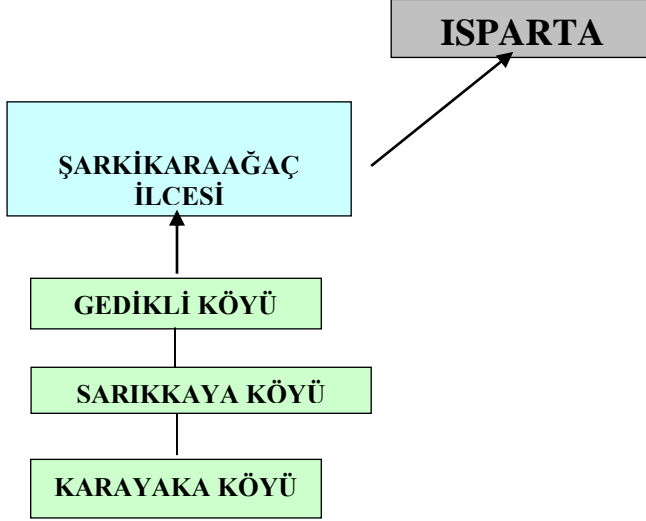 ISPARTA
ŞARKİKARAAĞAÇ
İLCESİ
GEDİKLİ KÖYÜ
SARIKKAYA KÖYÜ
KARAYAKA KÖYÜ